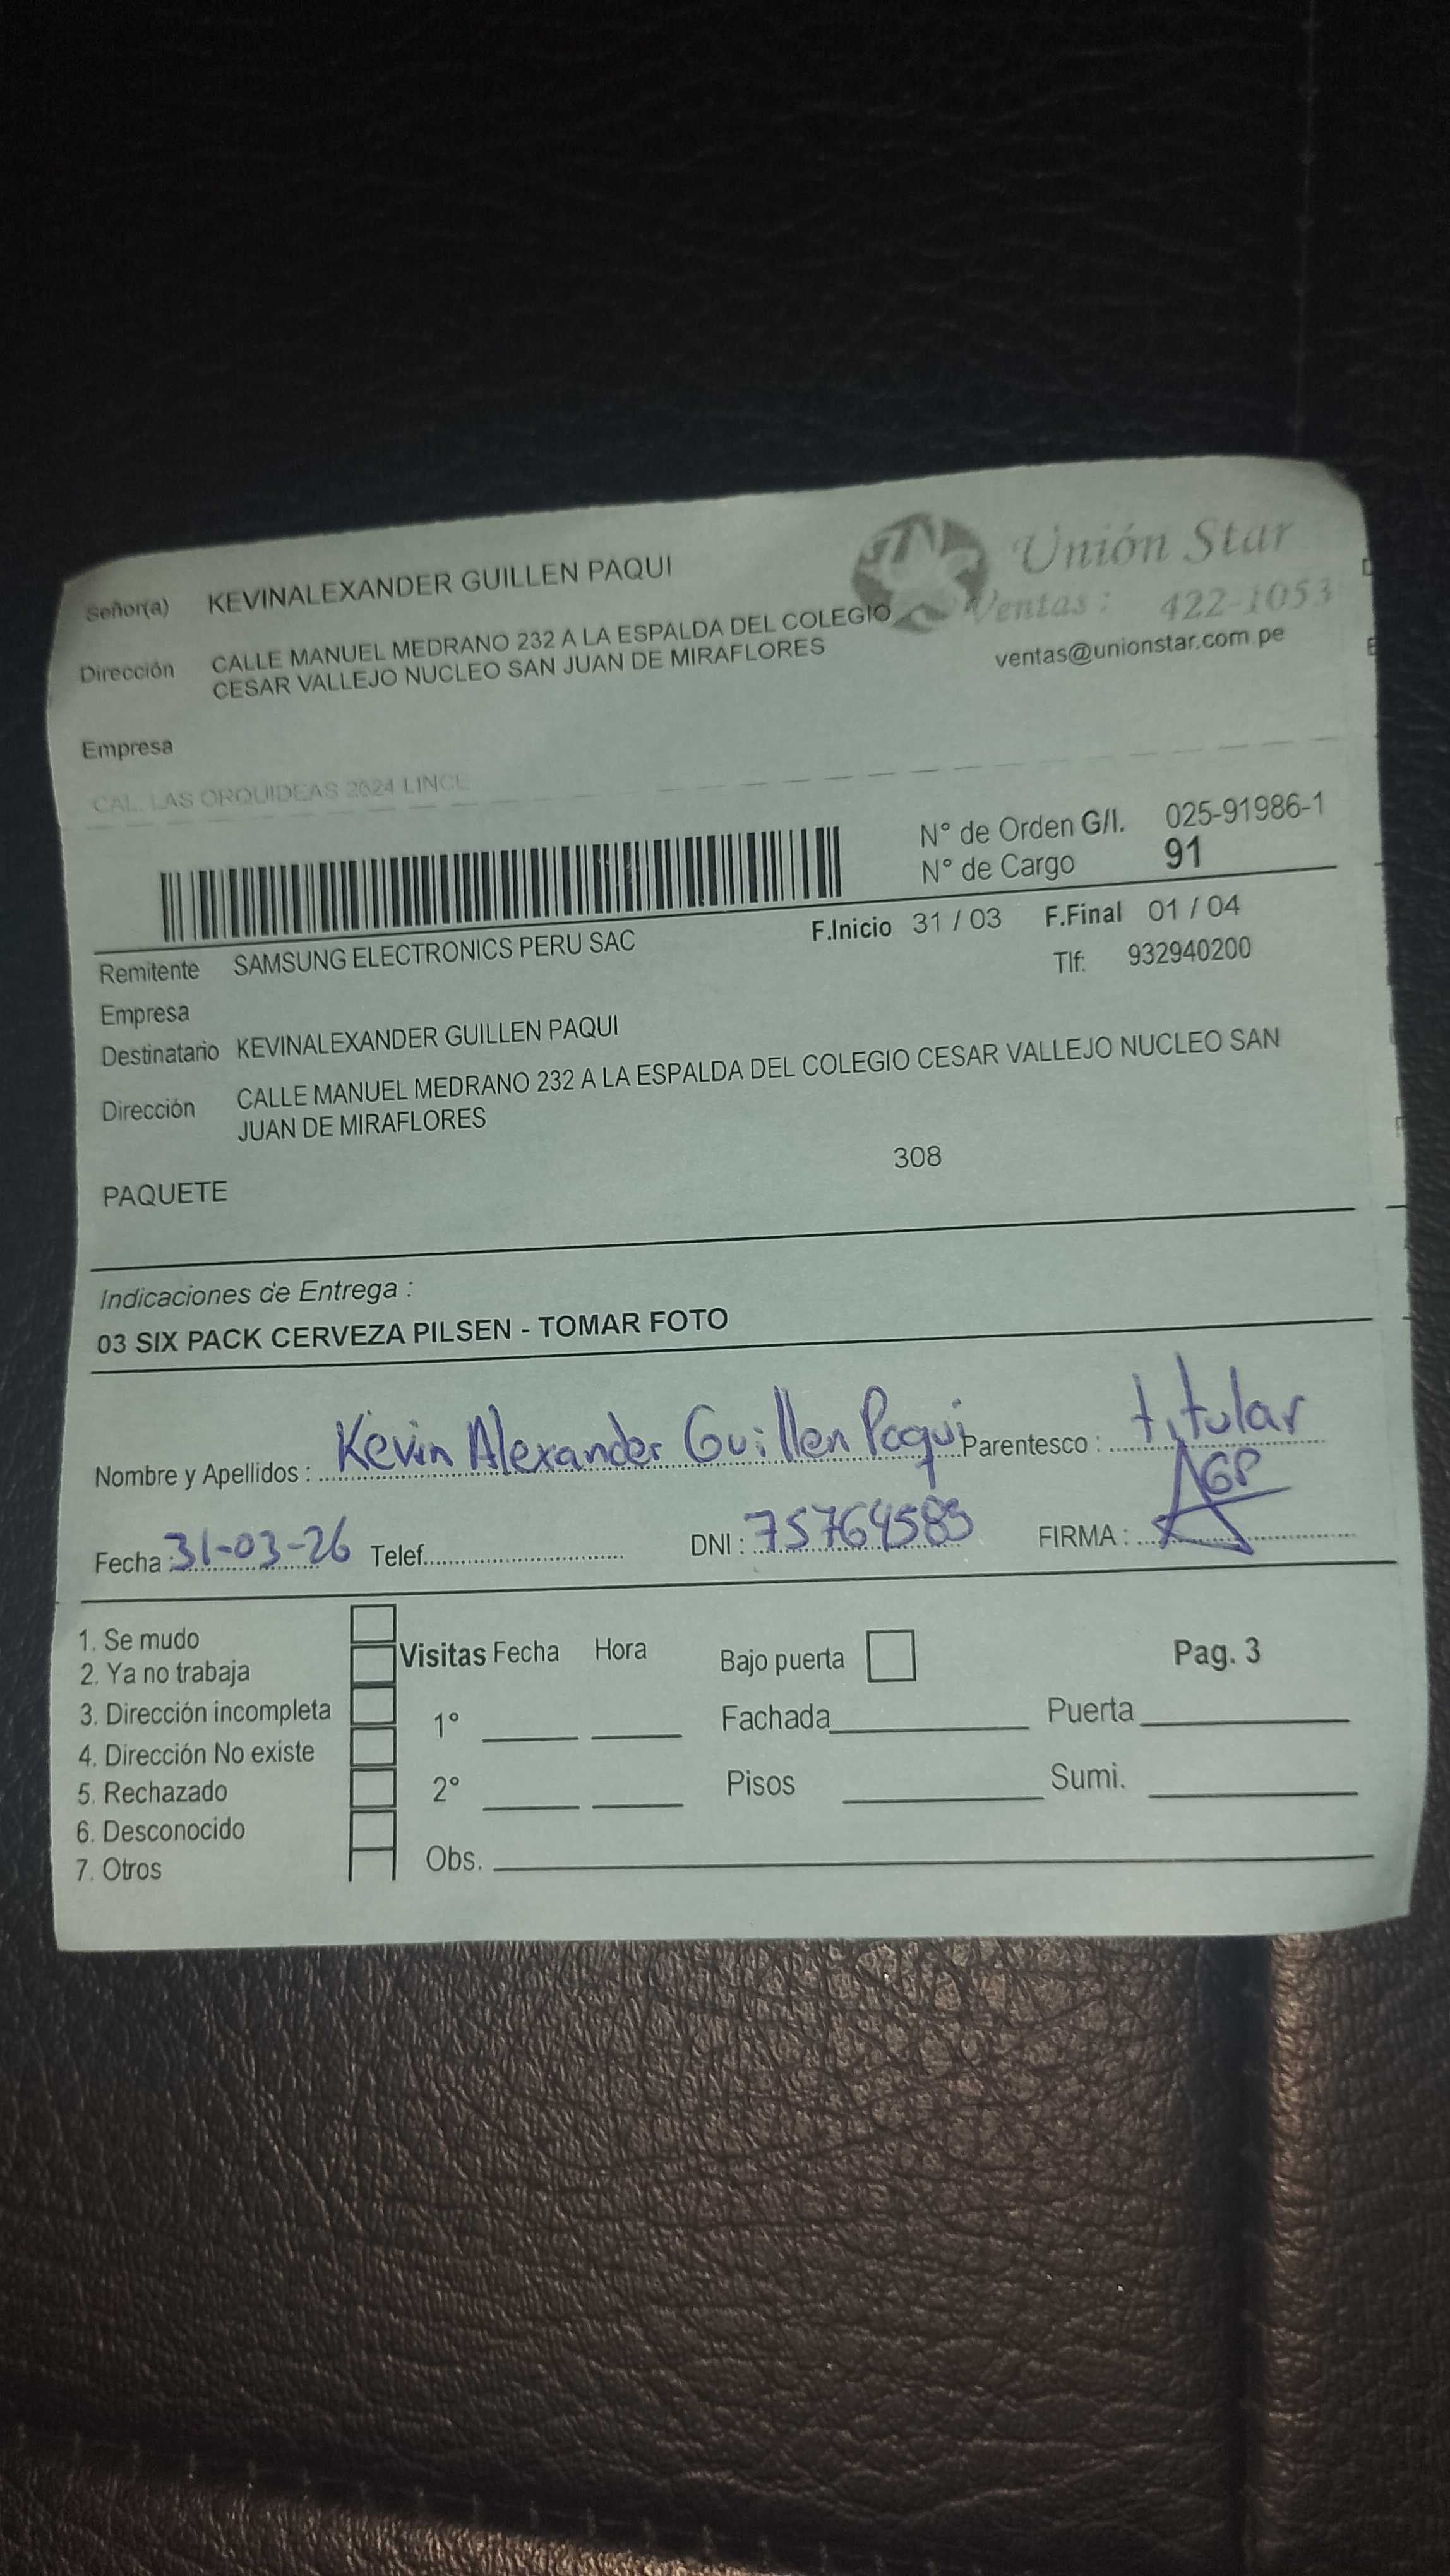 Señor(a) KEVINALEXANDER GUILLEN PAQUI
Unión Star
Ventas: 422-1053
ventas@unionstar.com.pe
Dirección CALLE MANUEL MEDRANO 232 A LA ESPALDA DEL COLEGIO
CESAR VALLEJO NUCLEO SAN JUAN DE MIRAFLORES
Empresa
CAL. LAS ORQUIDEAS 2624 LINCE
N° de Orden G/I. 025-91986-1
N° de Cargo 91
F.Inicio 31 / 03 F.Final 01 / 04
Remitente SAMSUNG ELECTRONICS PERU SAC
Tlf: 932940200
Empresa
Destinatario KEVINALEXANDER GUILLEN PAQUI
Dirección CALLE MANUEL MEDRANO 232 A LA ESPALDA DEL COLEGIO CESAR VALLEJO NUCLEO SAN
JUAN DE MIRAFLORES
308
PAQUETE
Indicaciones de Entrega :
03 SIX PACK CERVEZA PILSEN - TOMAR FOTO
Nombre y Apellidos : Kevin Alexander Guillen Paqui Parentesco : titular
Fecha : 31-03-26 Telef. DNI : 75764583 FIRMA : AGP
1. Se mudo
2. Ya no trabaja
3. Dirección incompleta
4. Dirección No existe
5. Rechazado
6. Desconocido
7. Otros
Visitas Fecha Hora
1°
2°
Obs.
Bajo puerta
Pag. 3
Fachada Puerta
Pisos Sumi.